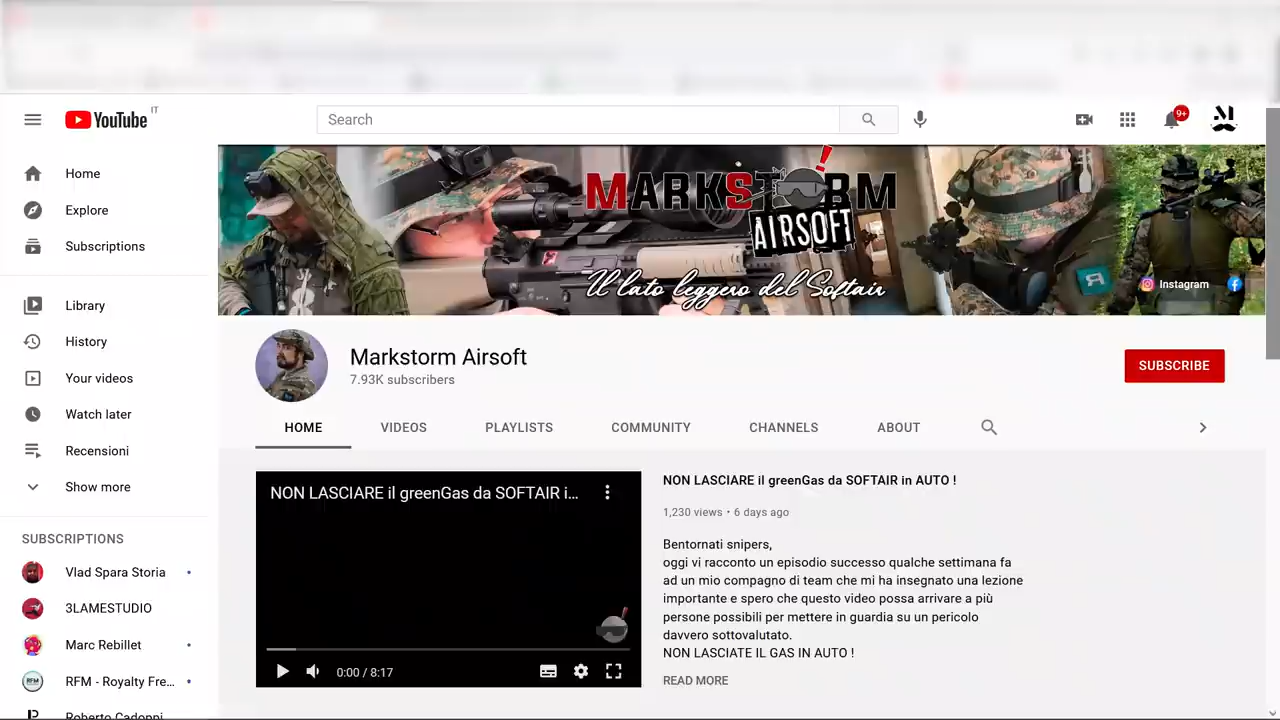 YouTube IT
Search
9+
Home
Explore
Subscriptions
Library
History
Your videos
Watch later
Recensioni
Show more
SUBSCRIPTIONS
Vlad Spara Storia
3LAMESTUDIO
Marc Rebillet
RFM - Royalty Fre...
MARKSTORM
AIRSOFT
Il lato leggero del Softair
Instagram
Markstorm Airsoft
7.93K subscribers
SUBSCRIBE
HOME
VIDEOS
PLAYLISTS
COMMUNITY
CHANNELS
ABOUT
NON LASCIARE il greenGas da SOFTAIR i...
0:00 / 8:17
NON LASCIARE il greenGas da SOFTAIR in AUTO !
1,230 views • 6 days ago
Bentornati snipers,
oggi vi racconto un episodio successo qualche settimana fa
ad un mio compagno di team che mi ha insegnato una lezione
importante e spero che questo video possa arrivare a più
persone possibili per mettere in guardia su un pericolo
davvero sottovalutato.
NON LASCIATE IL GAS IN AUTO !
READ MORE